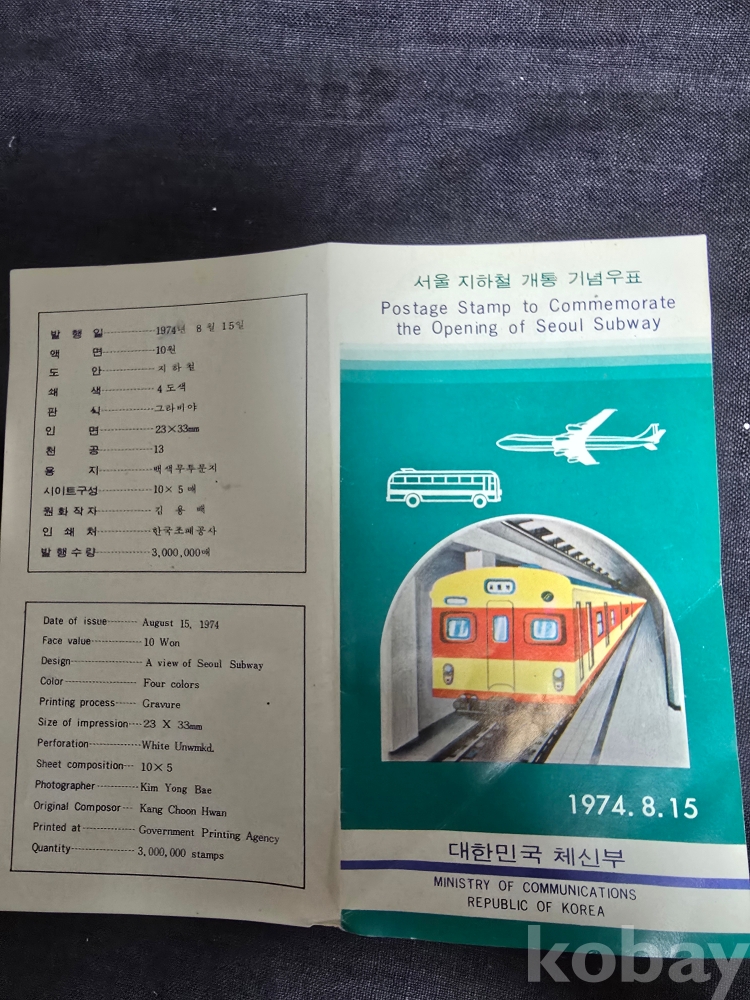 발 행 일 1974년 8월 15일
액 면 10원
도 안 지하철
쇄 색 4도색
판 식 그라비아
인 면 23×33mm
천 공 13
용 지 백색무투문지
시이트구성 10×5매
원화작자 김 용 배
인 쇄 처 한국조폐공사
발행수량 3,000,000매
Date of issue August 15, 1974
Face value 10 Won
Design A view of Seoul Subway
Color Four colors
Printing process Gravure
Size of impression 23 X 33mm
Perforation White Unwmkd.
Sheet composition 10×5
Photographer Kim Yong Bae
Original Composor Kang Choon Hwan
Printed at Government Printing Agency
Quantity 3,000,000 stamps
서울 지하철 개통 기념우표
Postage Stamp to Commemorate
the Opening of Seoul Subway
1974.8.15
대한민국 체신부
MINISTRY OF COMMUNICATIONS
REPUBLIC OF KOREA
kobay